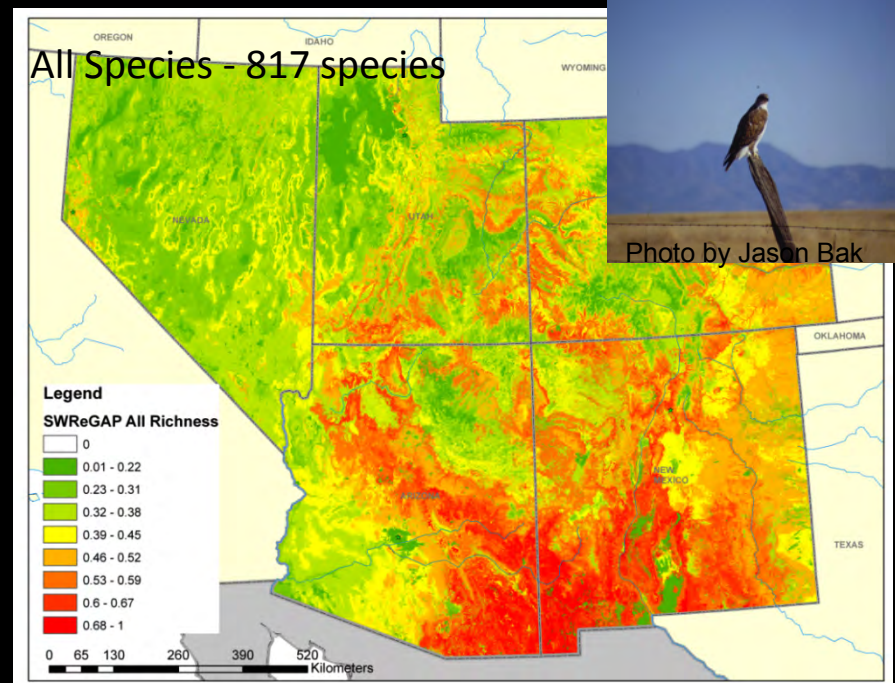 OREGON
IDAHO
WYOMING
All Species - 817 species
Photo by Jason Bak
NEVADA
UTAH
OKLAHOMA
ARIZONA
NEW
MEXICO
TEXAS
Legend
SWReGAP All Richness
0
0.01 - 0.22
0.23 - 0.31
0.32 - 0.38
0.39 - 0.45
0.46 - 0.52
0.53 - 0.59
0.6 - 0.67
0.68 - 1
0 65 130 260 390 520
Kilometers